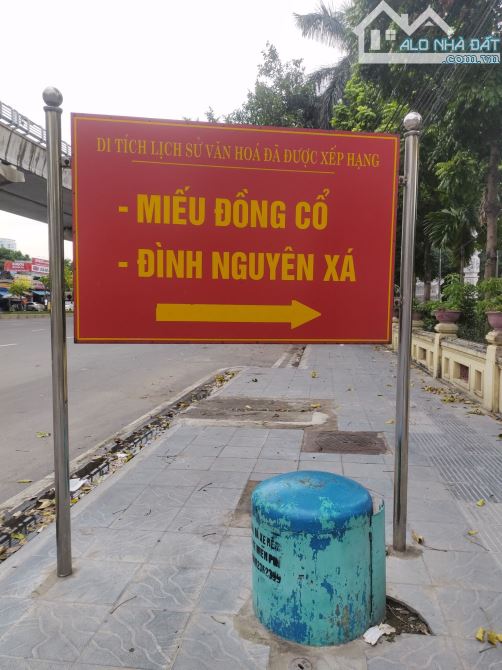 ALO NHÀ ĐẤT
.com.vn
DI TÍCH LỊCH SỬ VĂN HOÁ ĐÃ ĐƯỢC XẾP HẠNG
- MIẾU ĐỒNG CỔ
- ĐÌNH NGUYÊN XÁ